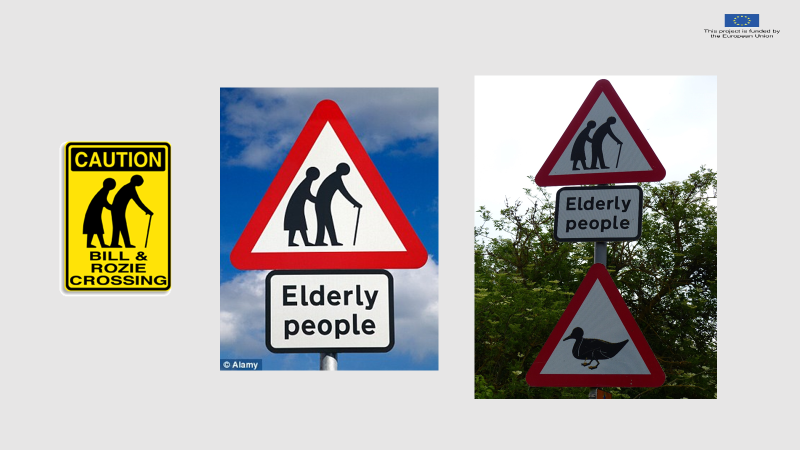 This project is funded by
the European Union
CAUTION
BILL &
ROZIE
CROSSING
Elderly
people
© Alamy
Elderly
people